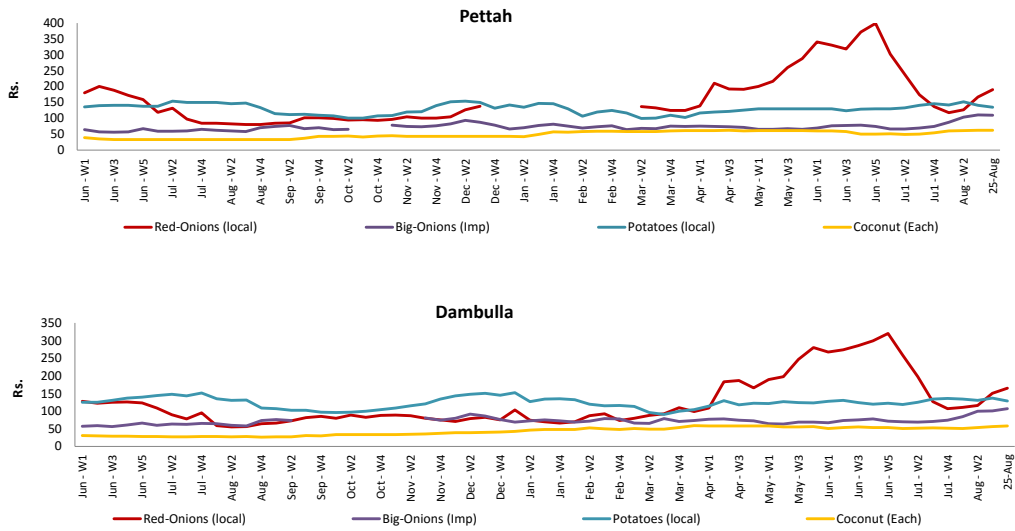 Pettah
400
350
300
250
200
150
100
50
0
Rs.
Jun - W1
Jun - W3
Jun - W5
Jul - W2
Jul - W4
Aug - W2
Aug - W4
Sep - W2
Sep - W4
Oct - W2
Oct - W4
Nov - W2
Nov - W4
Dec - W2
Dec - W4
Jan - W2
Jan - W4
Feb - W2
Feb - W4
Mar - W2
Mar - W4
Apr - W1
Apr - W3
May - W1
May - W3
Jun - W1
Jun - W3
Jun - W5
Ju1 - W2
Ju1 - W4
Aug - W2
25-Aug
Red-Onions (local) Big-Onions (Imp) Potatoes (local) Coconut (Each)
Dambulla
350
300
250
200
150
100
50
0
Rs.
Jun - W1
Jun - W3
Jun - W5
Jul - W2
Jul - W4
Aug - W2
Aug - W4
Sep - W2
Sep - W4
Oct - W2
Oct - W4
Nov - W2
Nov - W4
Dec - W2
Dec - W4
Jan - W2
Jan - W4
Feb - W2
Feb - W4
Mar - W2
Mar - W4
Apr - W1
Apr - W3
May - W1
May - W3
Jun - W1
Jun - W3
Jun - W5
Ju1 - W2
Ju1 - W4
Aug - W2
25-Aug
Red-Onions (local) Big-Onions (Imp) Potatoes (local) Coconut (Each)